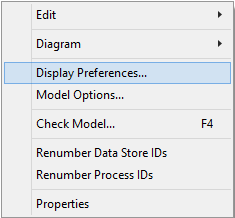 Edit
Diagram
Display Preferences...
Model Options...
Check Model... F4
Renumber Data Store IDs
Renumber Process IDs
Properties